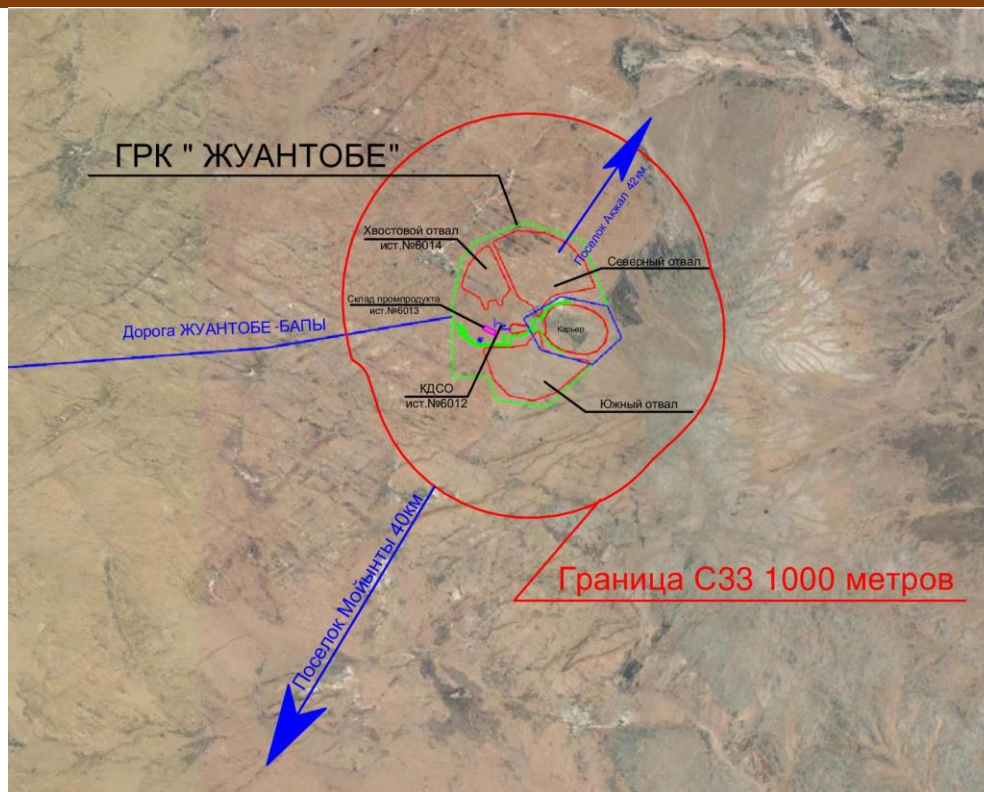 ГРК " ЖУАНТОБЕ"
Поселок Акжал 42км
Хвостовой отвал
ист.№6014
Северный отвал
Склад промпродукта
ист.№6013
Карьер
Дорога ЖУАНТОБЕ -БАПЫ
КДСО
ист.№6012
Южный отвал
Поселок Мойынты 40км
Граница СЗЗ 1000 метров